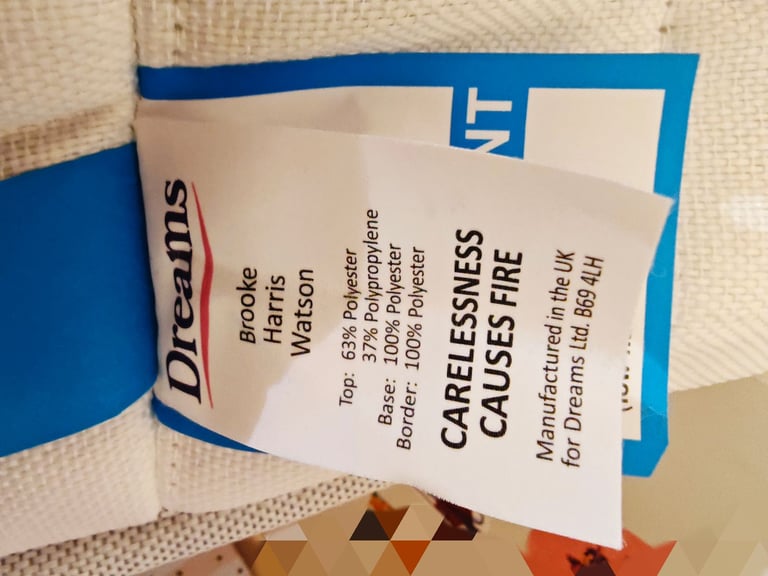 Dreams
Brooke
Harris
Watson
Top: 63% Polyester
37% Polypropylene
Base: 100% Polyester
Border: 100% Polyester
CARELESSNESS
CAUSES FIRE
Manufactured in the UK
for Dreams Ltd. B69 4LH
NT